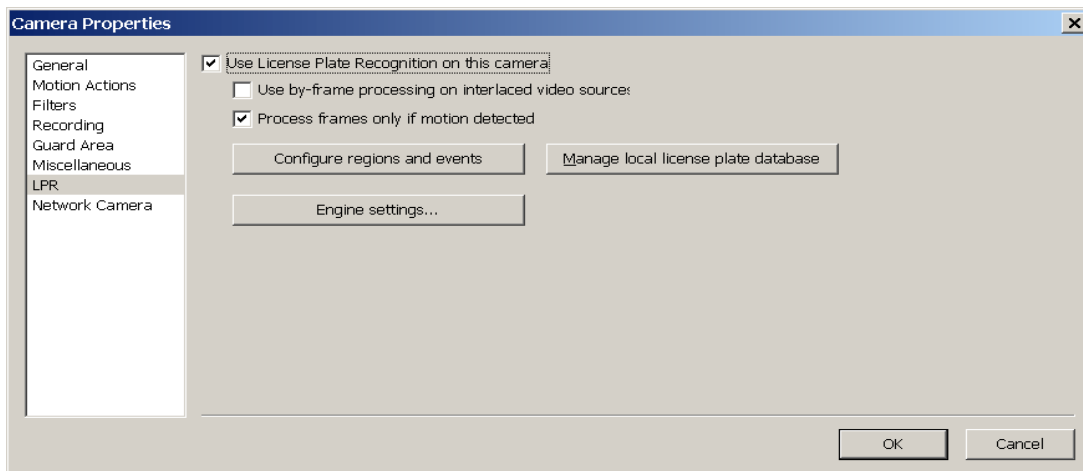 Camera Properties
General
Motion Actions
Filters
Recording
Guard Area
Miscellaneous
LPR
Network Camera
Use License Plate Recognition on this camera
Use by-frame processing on interlaced video sources
Process frames only if motion detected
Configure regions and events
Manage local license plate database
Engine settings...
OK
Cancel